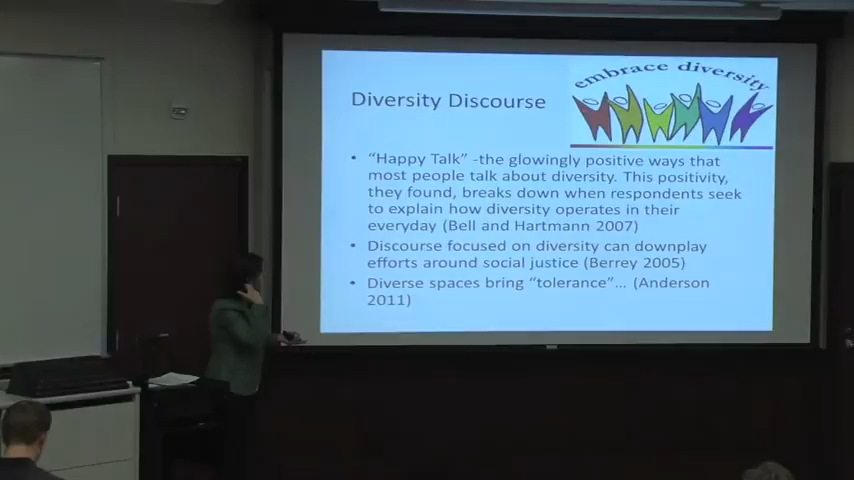 embrace diversity
Diversity Discourse
• "Happy Talk" -the glowingly positive ways that
most people talk about diversity. This positivity,
they found, breaks down when respondents seek
to explain how diversity operates in their
everyday (Bell and Hartmann 2007)
• Discourse focused on diversity can downplay
efforts around social justice (Berrey 2005)
• Diverse spaces bring "tolerance"... (Anderson
2011)